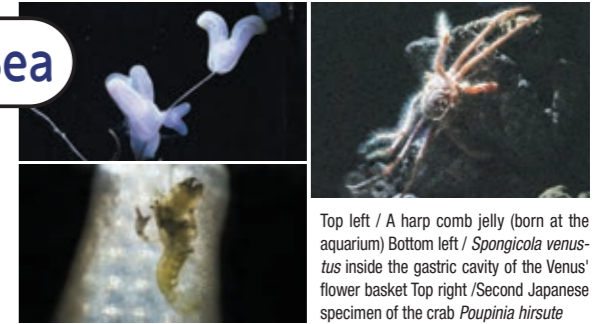 ea
Top left / A harp comb jelly (born at the
aquarium) Bottom left / Spongicola venus-
tus inside the gastric cavity of the Venus'
flower basket Top right /Second Japanese
specimen of the crab Poupinia hirsute